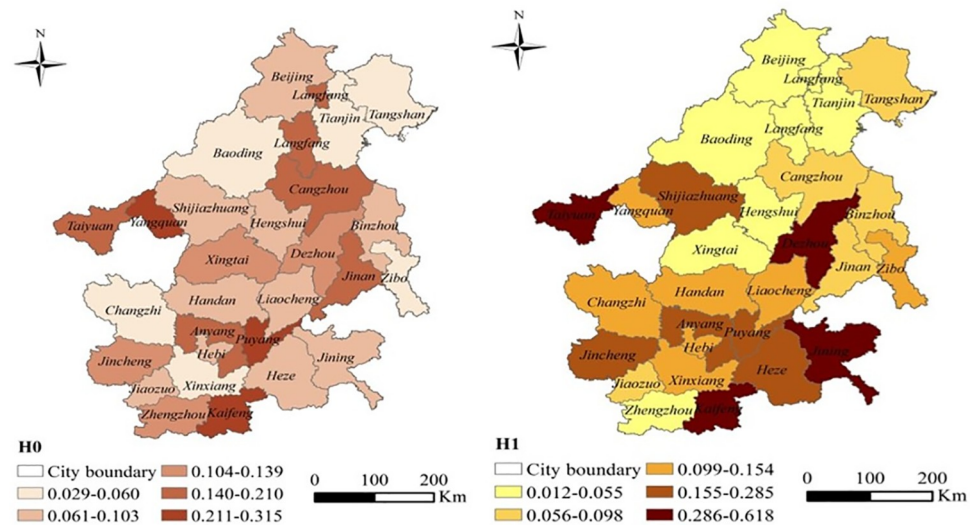 N
Beijing
Langfang
Tianjin
Tangshan
Langfang
Baoding
Cangzhou
Shijiazhuang
Taiyuan
Yangquan
Hengshui
Binzhou
Dezhou
Xingtai
Jinan
Zibo
Changzhi
Handan
Liaocheng
Anyang
Puyang
Hebi
Jining
Jincheng
Heze
Jiaozuo
Xinxiang
Zhengzhou
Kaifeng
H0
City boundary
0.029-0.060
0.061-0.103
0.104-0.139
0.140-0.210
0.211-0.315
0 100 200
Km
N
Beijing
Langfang
Tianjin
Tangshan
Langfang
Baoding
Cangzhou
Shijiazhuang
Taiyuan
Yangquan
Hengshui
Binzhou
Dezhou
Xingtai
Jinan
Zibo
Changzhi
Handan
Liaocheng
Anyang
Puyang
Hebi
Jining
Jincheng
Heze
Jiaozuo
Xinxiang
Zhengzhou
Kaifeng
H1
City boundary
0.012-0.055
0.056-0.098
0.099-0.154
0.155-0.285
0.286-0.618
0 100 200
Km